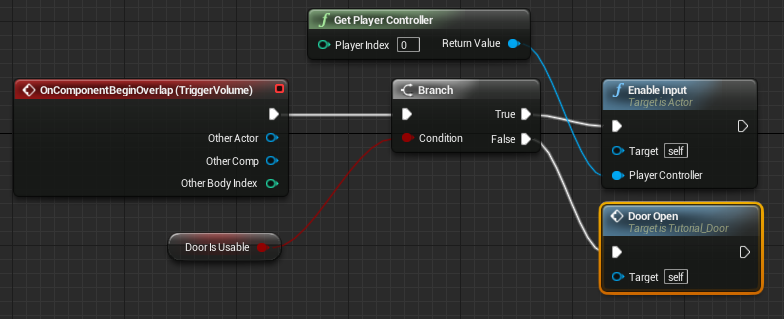 Get Player Controller
Player Index 0 Return Value
OnComponentBeginOverlap (TriggerVolume)
Other Actor
Other Comp
Other Body Index
Branch
True
Condition False
Enable Input
Target is Actor
Target self
Player Controller
Door Is Usable
Door Open
Target is Tutorial_Door
Target self